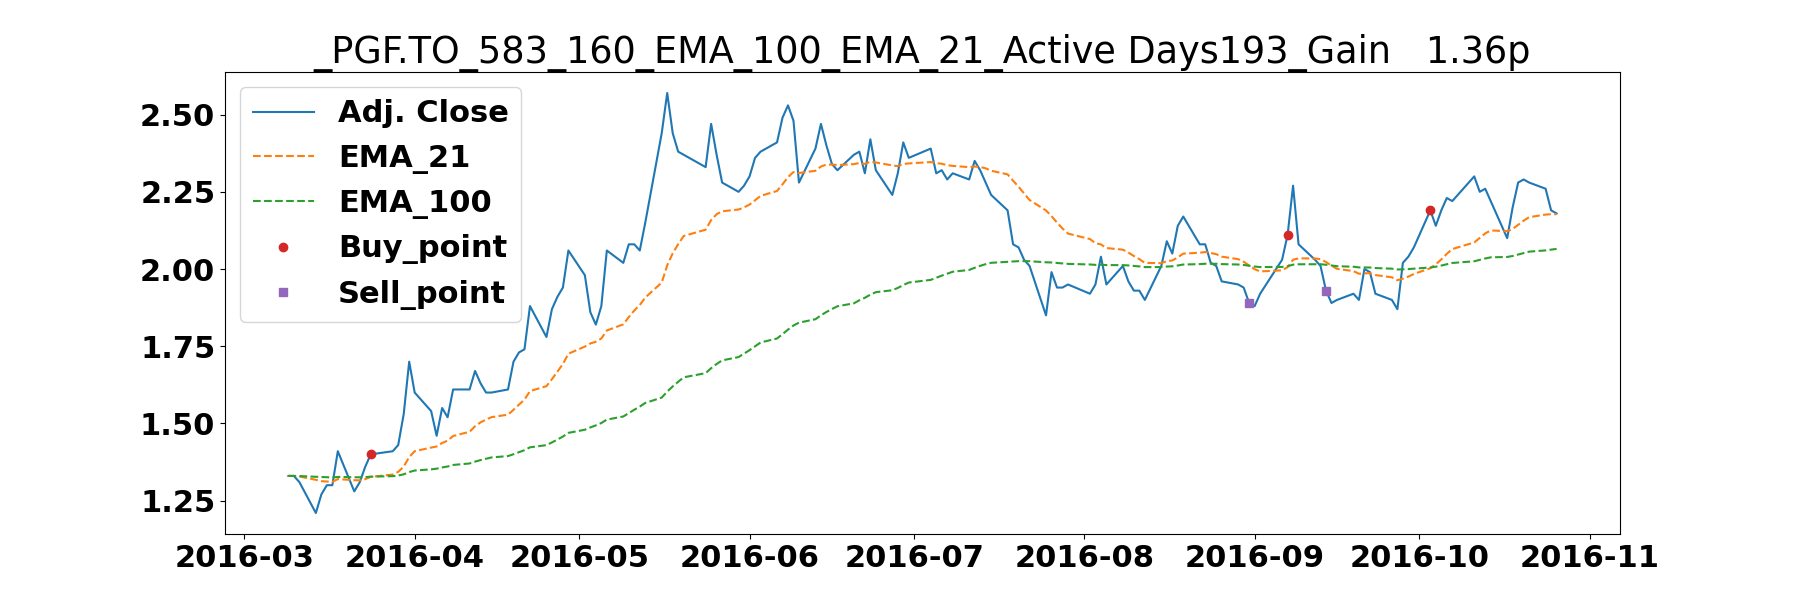 _PGF.TO_583_160_EMA_100_EMA_21_Active Days193_Gain   1.36p
Adj. Close
EMA_21
EMA_100
Buy_point
Sell_point
2.50
2.25
2.00
1.75
1.50
1.25
2016-03 2016-04 2016-05 2016-06 2016-07 2016-08 2016-09 2016-10 2016-11